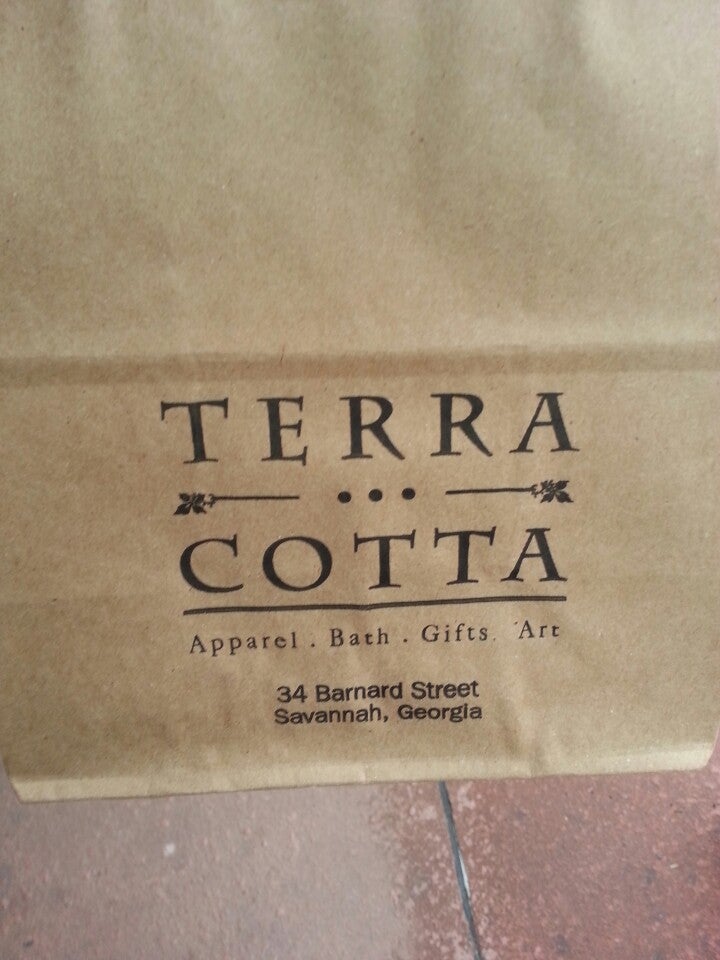 TERRA
COTTA
Apparel . Bath . Gifts. Art
34 Barnard Street
Savannah, Georgia